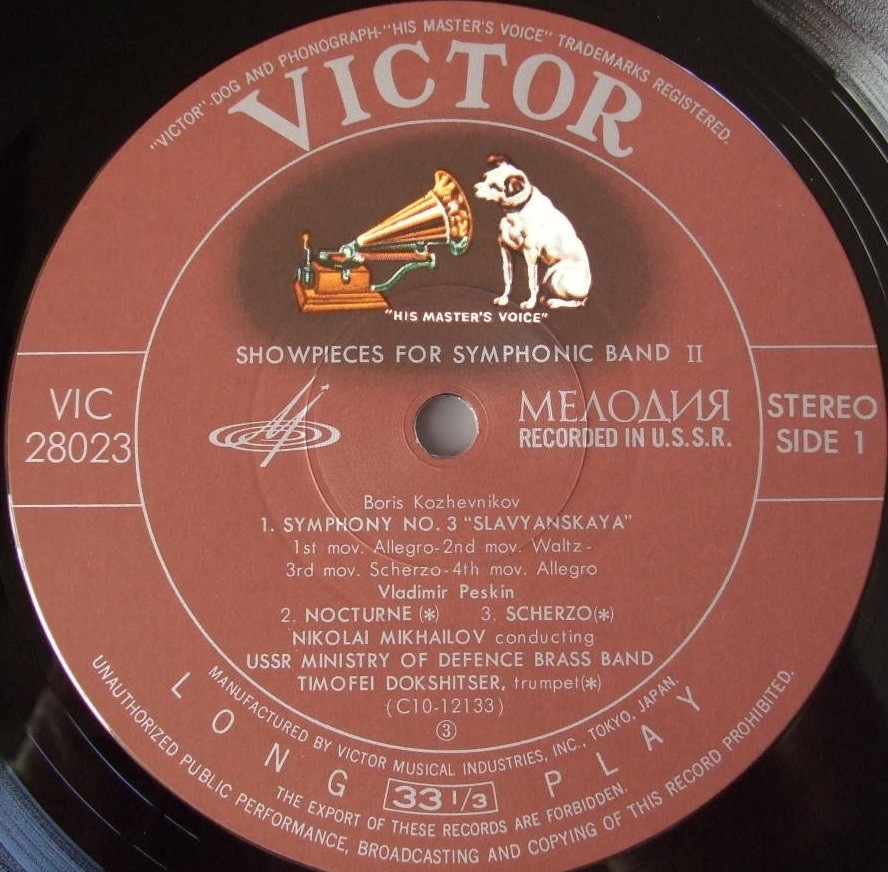 "VICTOR"-DOG AND PHONOGRAPH-"HIS MASTER'S VOICE" TRADEMARKS REGISTERED.
VICTOR
"HIS MASTER'S VOICE"
SHOWPIECES FOR SYMPHONIC BAND II
VIC
28023
МЕЛОДИЯ
RECORDED IN U.S.S.R.
STEREO
SIDE 1
Boris Kozhevnikov
1. SYMPHONY NO. 3 "SLAVYANSKAYA"
1st mov. Allegro-2nd mov. Waltz-
3rd mov. Scherzo-4th mov. Allegro
Vladimir Peskin
2. NOCTURNE (*) 3. SCHERZO(*)
NIKOLAI MIKHAILOV conducting
USSR MINISTRY OF DEFENCE BRASS BAND
TIMOFEI DOKSHITSER, trumpet(*)
(C10-12133)
③
MANUFACTURED BY VICTOR MUSICAL INDUSTRIES, INC., TOKYO, JAPAN.
LONG 33 1/3 PLAY
THE EXPORT OF THESE RECORDS ARE FORBIDDEN.
UNAUTHORIZED PUBLIC PERFORMANCE, BROADCASTING AND COPYING OF THIS RECORD PROHIBITED.